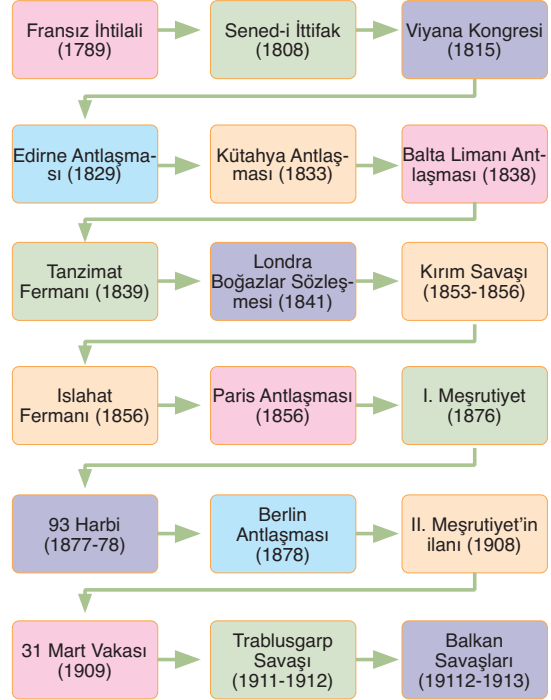 Fransız İhtilali
(1789)
Sened-i İttifak
(1808)
Viyana Kongresi
(1815)
Edirne Antlaşma-
sı (1829)
Kütahya Antlaş-
ması (1833)
Balta Limanı Ant-
laşması (1838)
Tanzimat
Fermanı (1839)
Londra
Boğazlar Sözleş-
mesi (1841)
Kırım Savaşı
(1853-1856)
Islahat
Fermanı (1856)
Paris Antlaşması
(1856)
I. Meşrutiyet
(1876)
93 Harbi
(1877-78)
Berlin
Antlaşması
(1878)
II. Meşrutiyet’in
ilanı (1908)
31 Mart Vakası
(1909)
Trablusgarp
Savaşı
(1911-1912)
Balkan
Savaşları
(19112-1913)